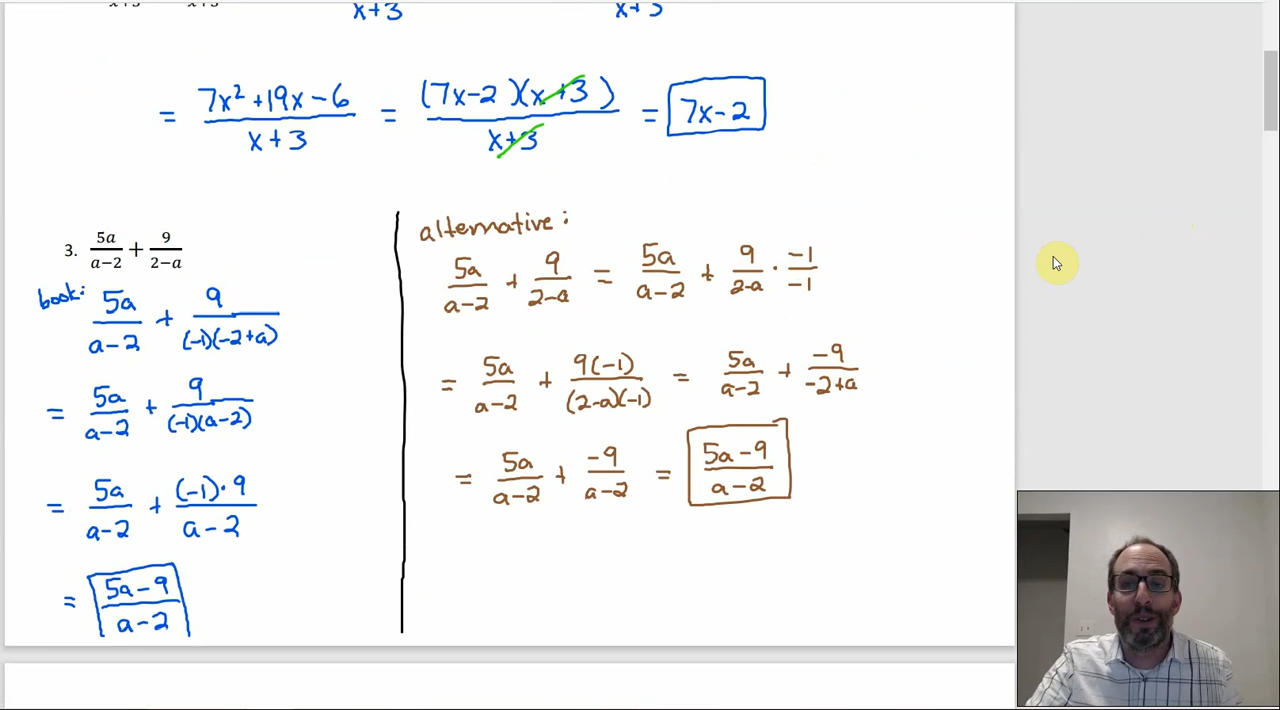 x+3 x+3
= 7x²+19x-6 / x+3 = (7x-2)(x+3) / x+3 = 7x-2
3. 5a/a−2 + 9/2−a
book: 5a/a-2 + 9/(-1)(-2+a)
= 5a/a-2 + 9/(-1)(a-2)
= 5a/a-2 + (-1)·9/a-2
= 5a-9/a-2
alternative:
5a/a-2 + 9/2-a = 5a/a-2 + 9/2-a · -1/-1
= 5a/a-2 + 9(-1)/(2-a)(-1) = 5a/a-2 + -9/-2+a
= 5a/a-2 + -9/a-2 = 5a-9/a-2